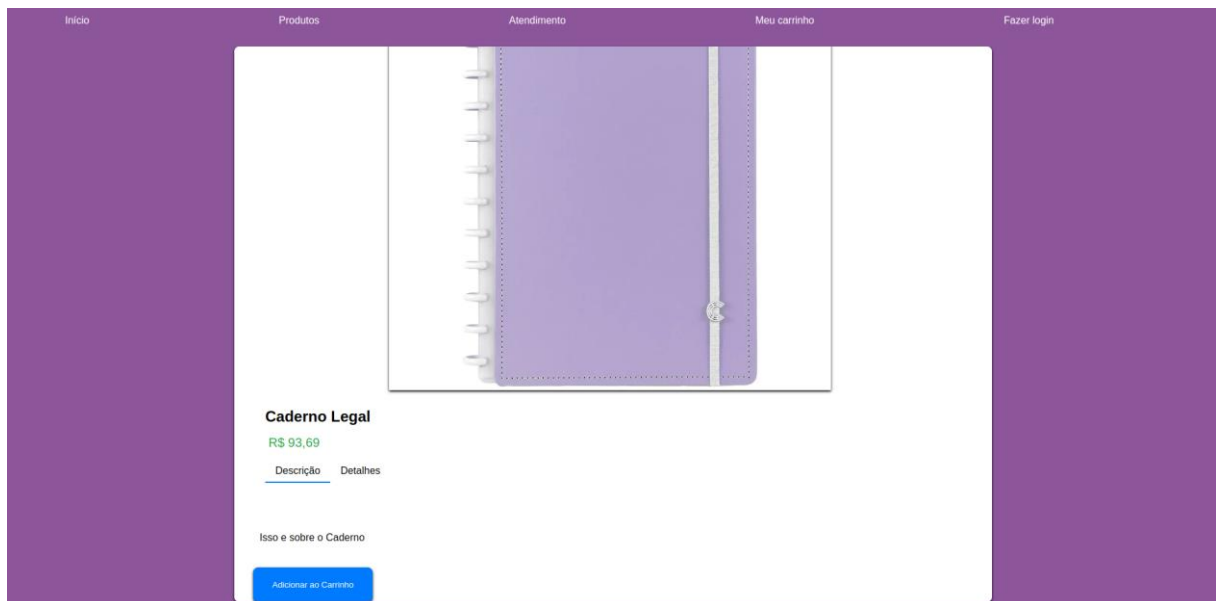 Início Produtos Atendimento Meu carrinho Fazer login
Caderno Legal
R$ 93,69
Descrição Detalhes
Isso e sobre o Caderno
Adicionar ao Carrinho